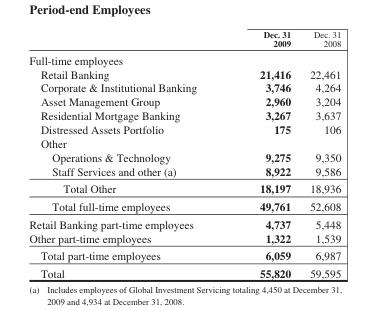 Period-end Employees
Dec. 31 Dec. 31
2009 2008
Full-time employees
Retail Banking 21,416 22,461
Corporate & Institutional Banking 3,746 4,264
Asset Management Group 2,960 3,204
Residential Mortgage Banking 3,267 3,637
Distressed Assets Portfolio 175 106
Other
Operations & Technology 9,275 9,350
Staff Services and other (a) 8,922 9,586
Total Other 18,197 18,936
Total full-time employees 49,761 52,608
Retail Banking part-time employees 4,737 5,448
Other part-time employees 1,322 1,539
Total part-time employees 6,059 6,987
Total 55,820 59,595
(a) Includes employees of Global Investment Servicing totaling 4,450 at December 31,
2009 and 4,934 at December 31, 2008.